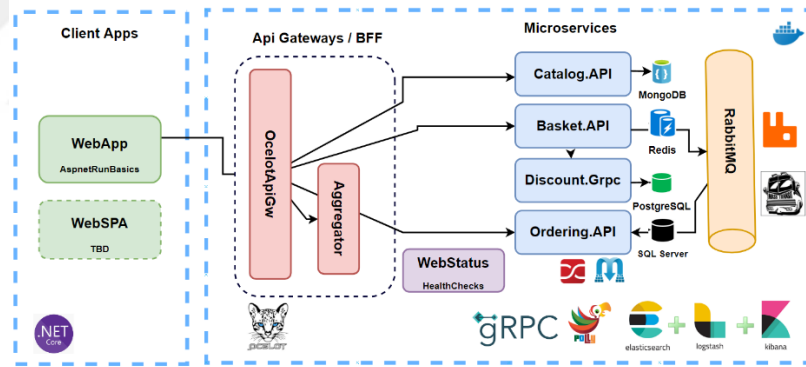 Client Apps
WebApp
AspnetRunBasics
WebSPA
TBD
.NET
Core
Api Gateways / BFF
OcelotApiGw
Aggregator
OCELOT
WebStatus
HealthChecks
Microservices
Catalog.API
MongoDB
Basket.API
Redis
Discount.Grpc
PostgreSQL
Ordering.API
SQL Server
RabbitMQ
gRPC
POLLY
elasticsearch
+
logstash
+
kibana